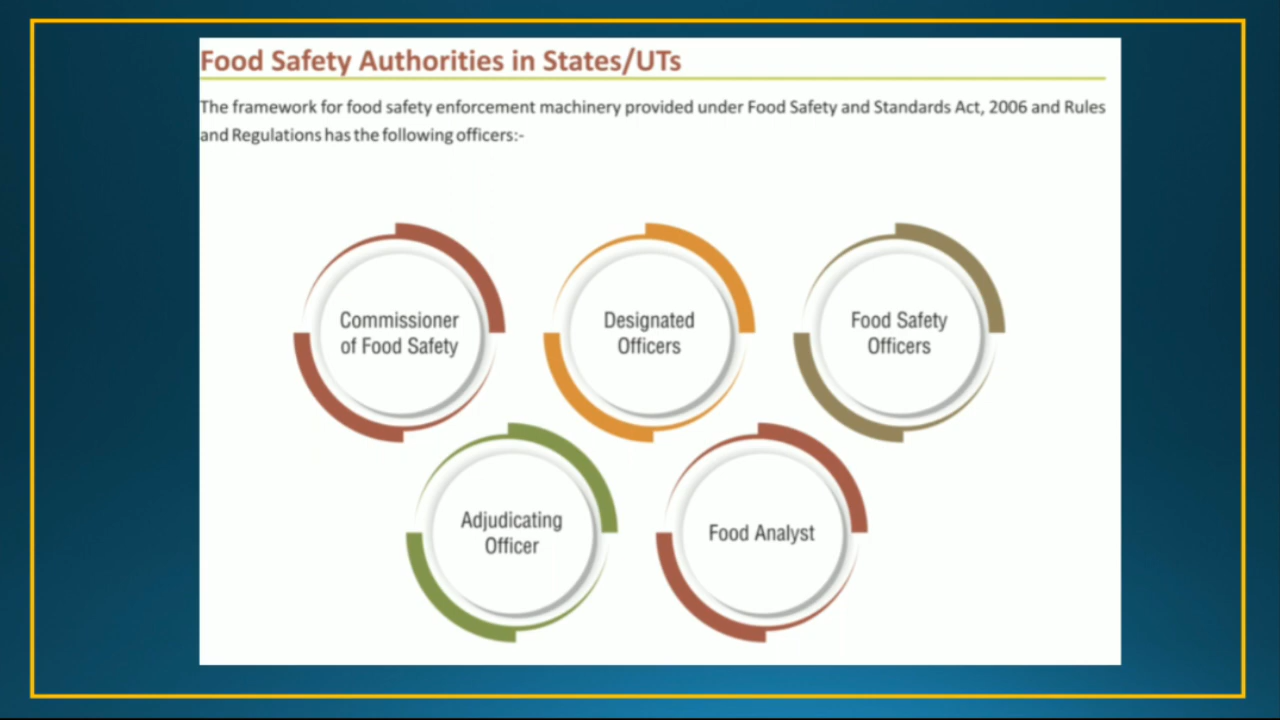 Food Safety Authorities in States/UTs
The framework for food safety enforcement machinery provided under Food Safety and Standards Act, 2006 and Rules
and Regulations has the following officers:-
Commissioner
of Food Safety
Designated
Officers
Food Safety
Officers
Adjudicating
Officer
Food Analyst